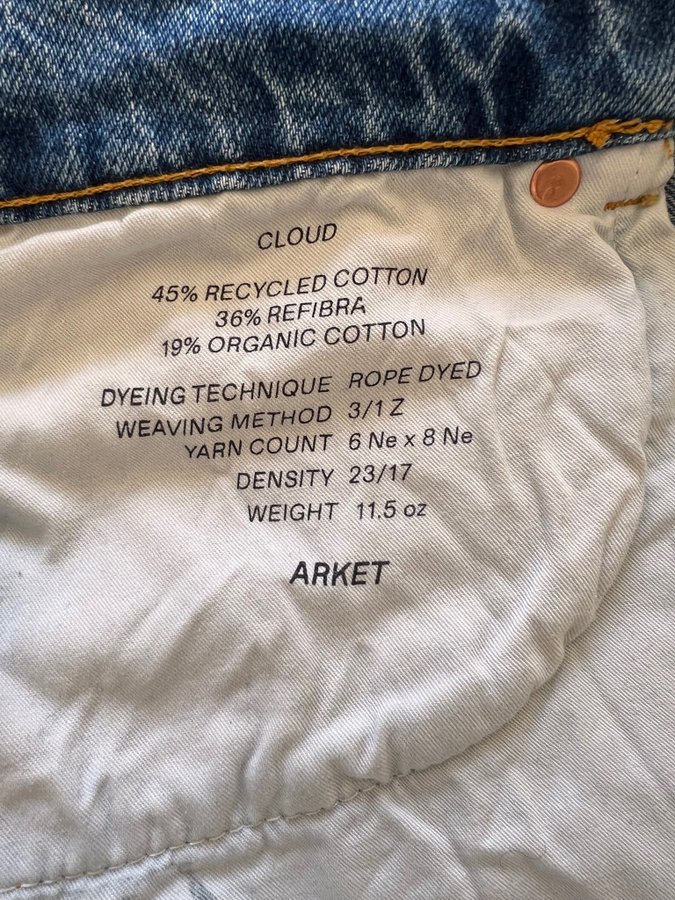 CLOUD
45% RECYCLED COTTON
36% REFIBRA
19% ORGANIC COTTON
DYEING TECHNIQUE ROPE DYED
WEAVING METHOD 3/1 Z
YARN COUNT 6 Ne x 8 Ne
DENSITY 23/17
WEIGHT 11.5 oz
ARKET